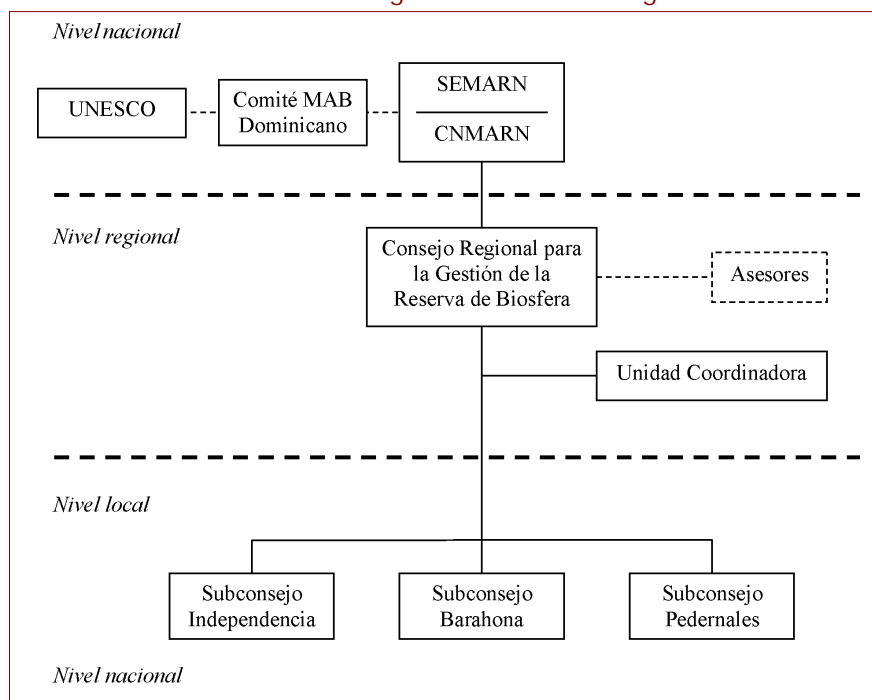 Nivel nacional
UNESCO
Comité MAB
Dominicano
SEMARN
CNMARN
Nivel regional
Consejo Regional para
la Gestión de la
Reserva de Biosfera
Asesores
Unidad Coordinadora
Nivel local
Subconsejo
Independencia
Subconsejo
Barahona
Subconsejo
Pedernales
Nivel nacional